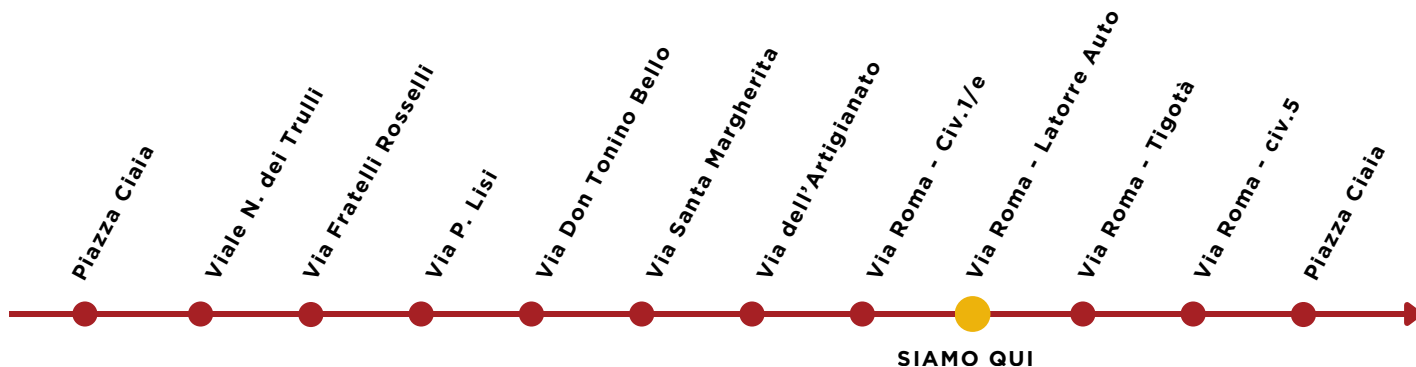 Piazza Ciaia
Viale N. dei Trulli
Via Fratelli Rosselli
Via P. Lisi
Via Don Tonino Bello
Via Santa Margherita
Via dell'Artigianato
Via Roma - Civ.1/e
Via Roma - Latorre Auto
Via Roma - Tigotà
Via Roma - civ.5
Piazza Ciaia
SIAMO QUI